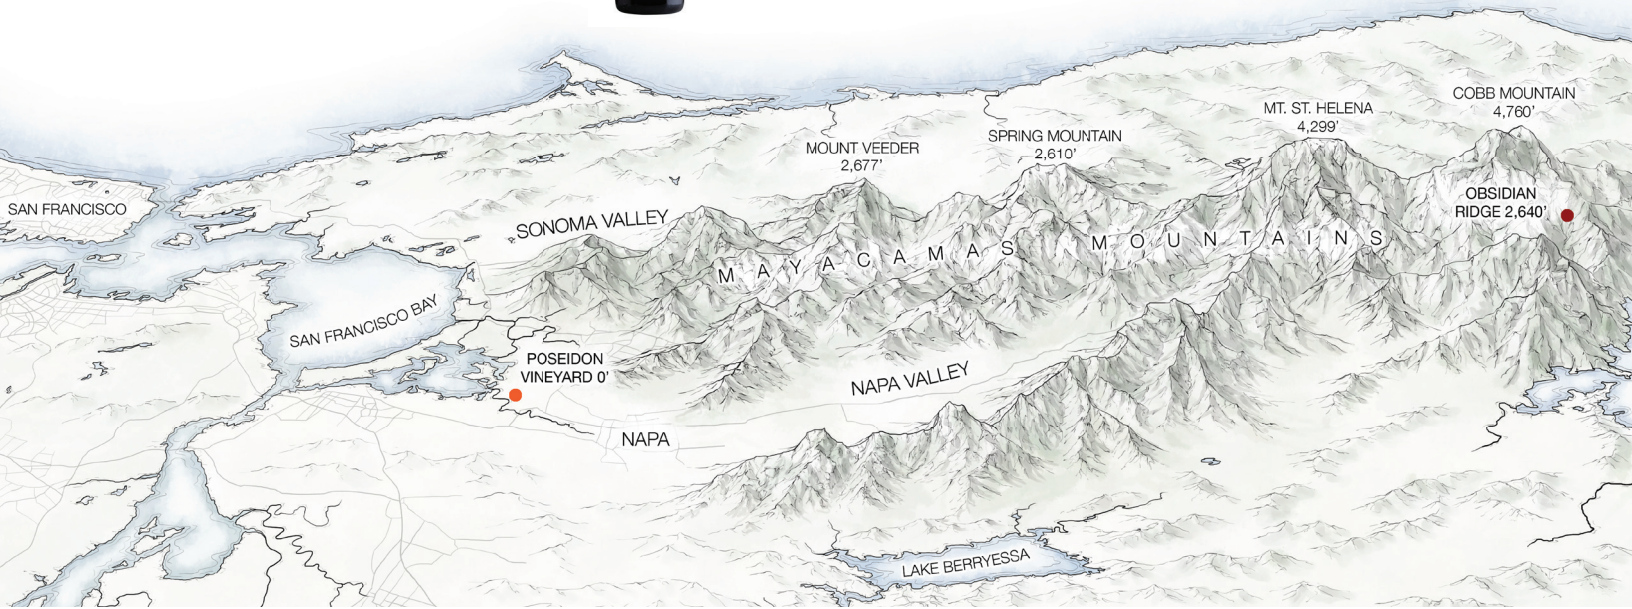 COBB MOUNTAIN
4,760'
MT. ST. HELENA
4,299'
SPRING MOUNTAIN
2,610'
MOUNT VEEDER
2,677'
OBSIDIAN
RIDGE 2,640'
SAN FRANCISCO
SONOMA VALLEY
MAYACAMAS MOUNTAINS
SAN FRANCISCO BAY
POSEIDON
VINEYARD 0'
NAPA VALLEY
NAPA
LAKE BERRYESSA